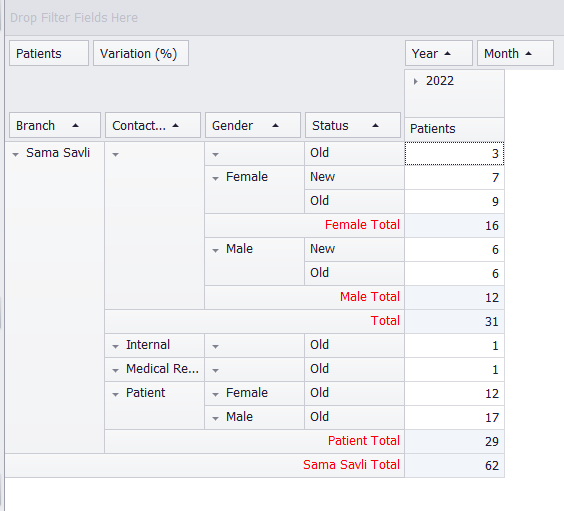 Drop Filter Fields Here
Patients Variation (%) Year Month
2022
Branch Contact... Gender Status Patients
Sama Savli Old 3
Female New 7
Old 9
Female Total 16
Male New 6
Old 6
Male Total 12
Total 31
Internal Old 1
Medical Re... Old 1
Patient Female Old 12
Male Old 17
Patient Total 29
Sama Savli Total 62